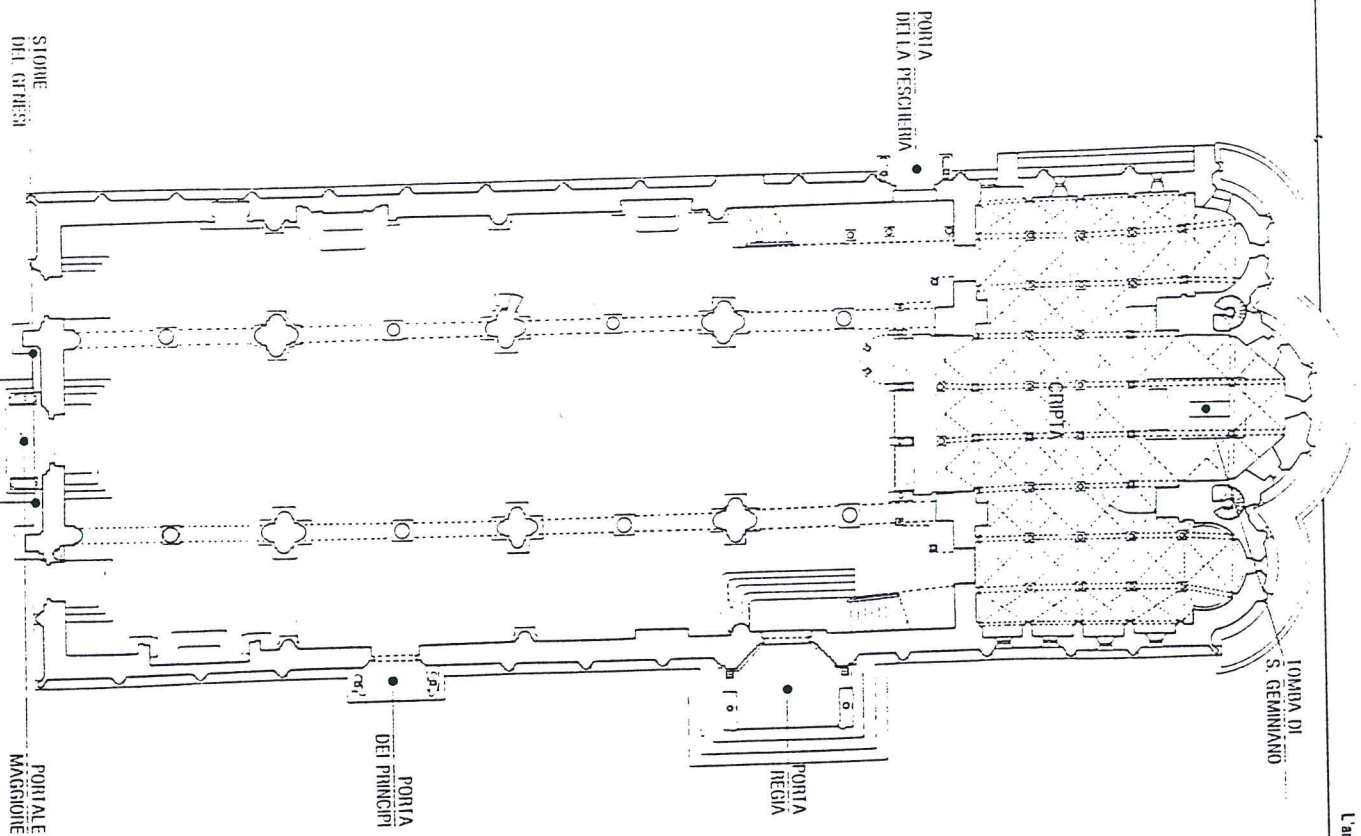 L'a
PORTA
DELLA PESCHERIA
STORIE
DEL GENESI
CRIPTA
TOMBA DI
S. GEMINIANO
PORTA
REGIA
PORTA
DEI PRINCIPI
PORTALE
MAGGIORE